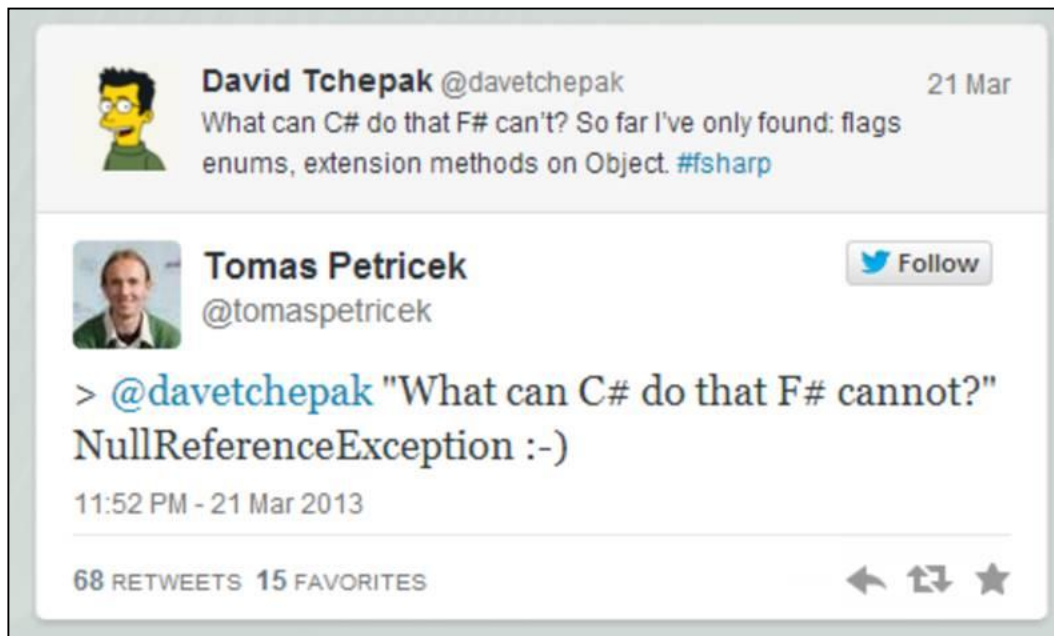 David Tchepak @davetchepak 21 Mar
What can C# do that F# can't? So far I've only found: flags
enums, extension methods on Object. #fsharp
Tomas Petricek Follow
@tomaspetricek
> @davetchepak "What can C# do that F# cannot?"
NullReferenceException :-)
11:52 PM - 21 Mar 2013
68 RETWEETS 15 FAVORITES